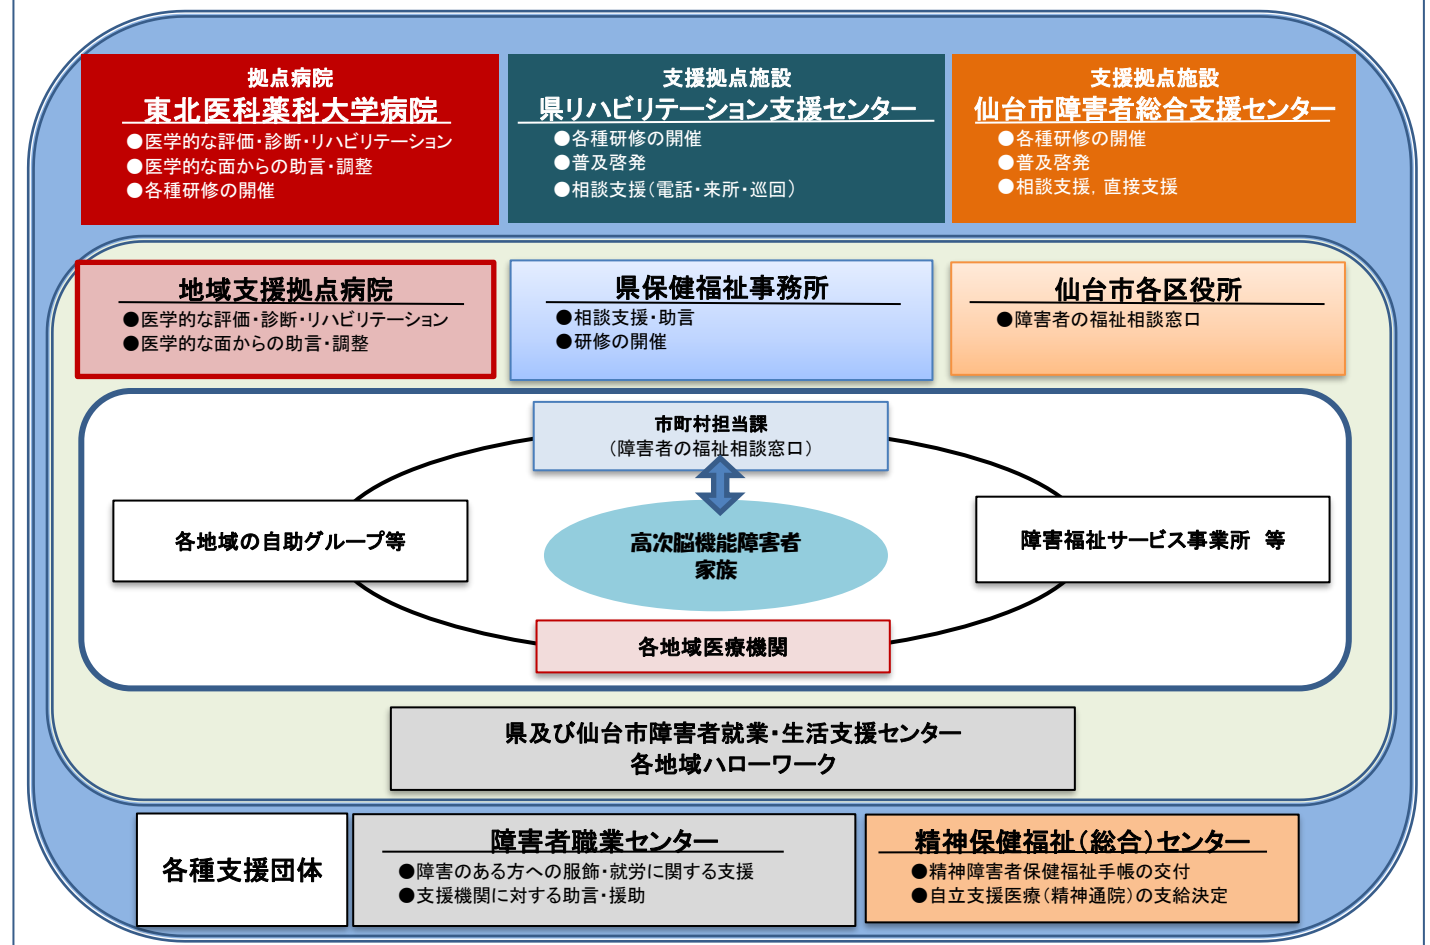 拠点病院
東北医科薬科大学病院
●医学的な評価・診断・リハビリテーション
●医学的な面からの助言・調整
●各種研修の開催
支援拠点施設
県リハビリテーション支援センター
●各種研修の開催
●普及啓発
●相談支援（電話・来所・巡回）
支援拠点施設
仙台市障害者総合支援センター
●各種研修の開催
●普及啓発
●相談支援，直接支援
地域支援拠点病院
●医学的な評価・診断・リハビリテーション
●医学的な面からの助言・調整
県保健福祉事務所
●相談支援・助言
●研修の開催
仙台市各区役所
●障害者の福祉相談窓口
市町村担当課
（障害者の福祉相談窓口）
各地域の自助グループ等
高次脳機能障害者
家族
障害福祉サービス事業所　等
各地域医療機関
県及び仙台市障害者就業・生活支援センター
各地域ハローワーク
各種支援団体
障害者職業センター
●障害のある方への服飾・就労に関する支援
●支援機関に対する助言・援助
精神保健福祉（総合）センター
●精神障害者保健福祉手帳の交付
●自立支援医療（精神通院）の支給決定